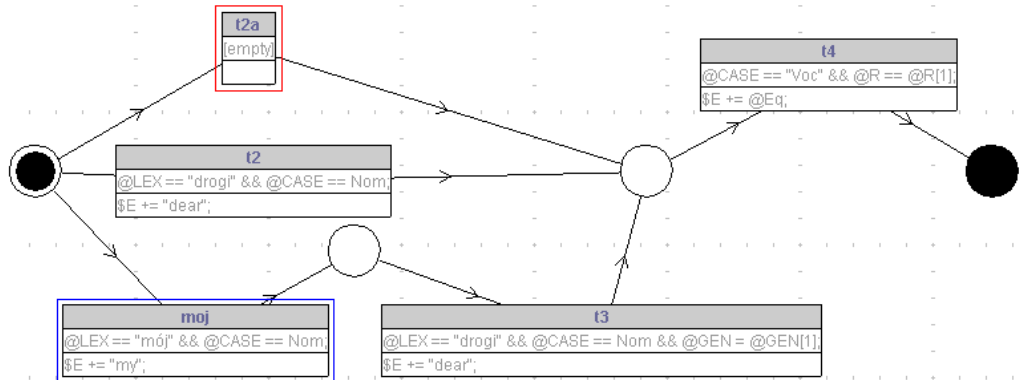 t2a
[empty]
t4
@CASE == "Voc" && @R == @R[1];
$E += @Eq;
t2
@LEX == "drogi" && @CASE == Nom;
$E += "dear";
moj
@LEX == "mój" && @CASE == Nom;
$E += "my";
t3
@LEX == "drogi" && @CASE == Nom && @GEN = @GEN[1];
$E += "dear";